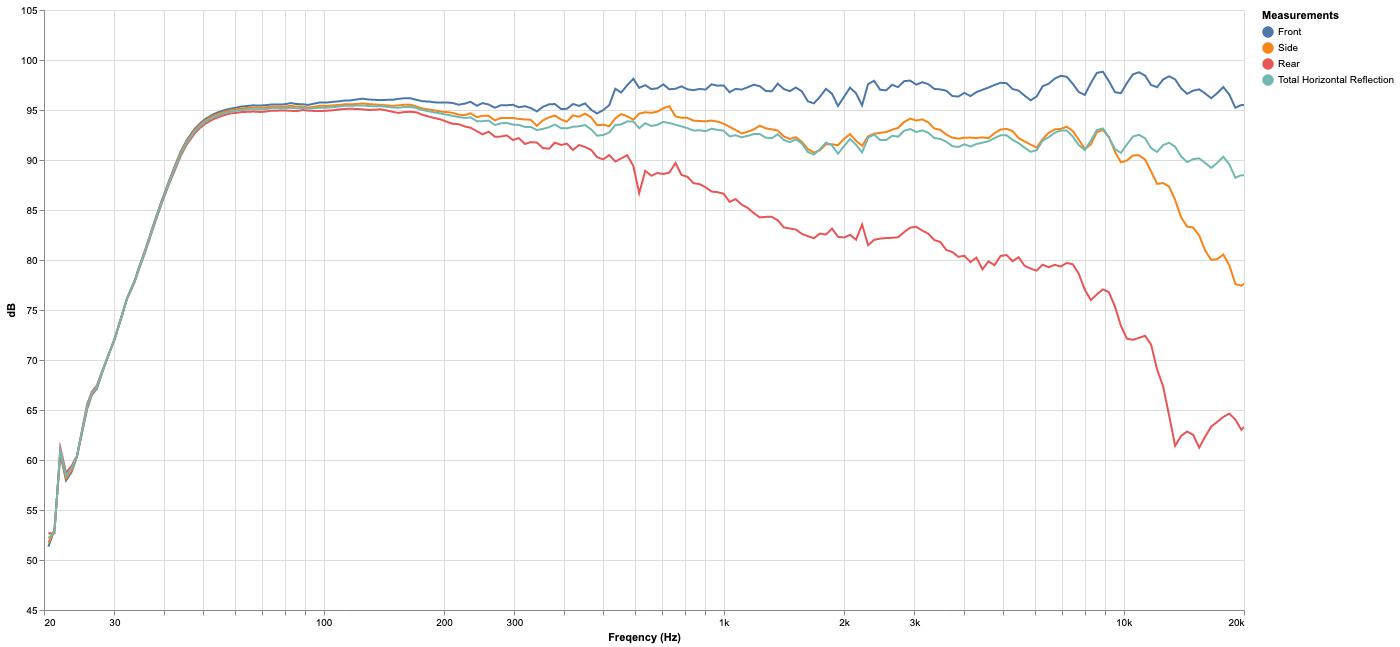 Measurements
Front
Side
Rear
Total Horizontal Reflection
dB
105
100
95
90
85
80
75
70
65
60
55
50
45
20 30 100 200 300 1k 2k 3k 10k 20k
Freqency (Hz)